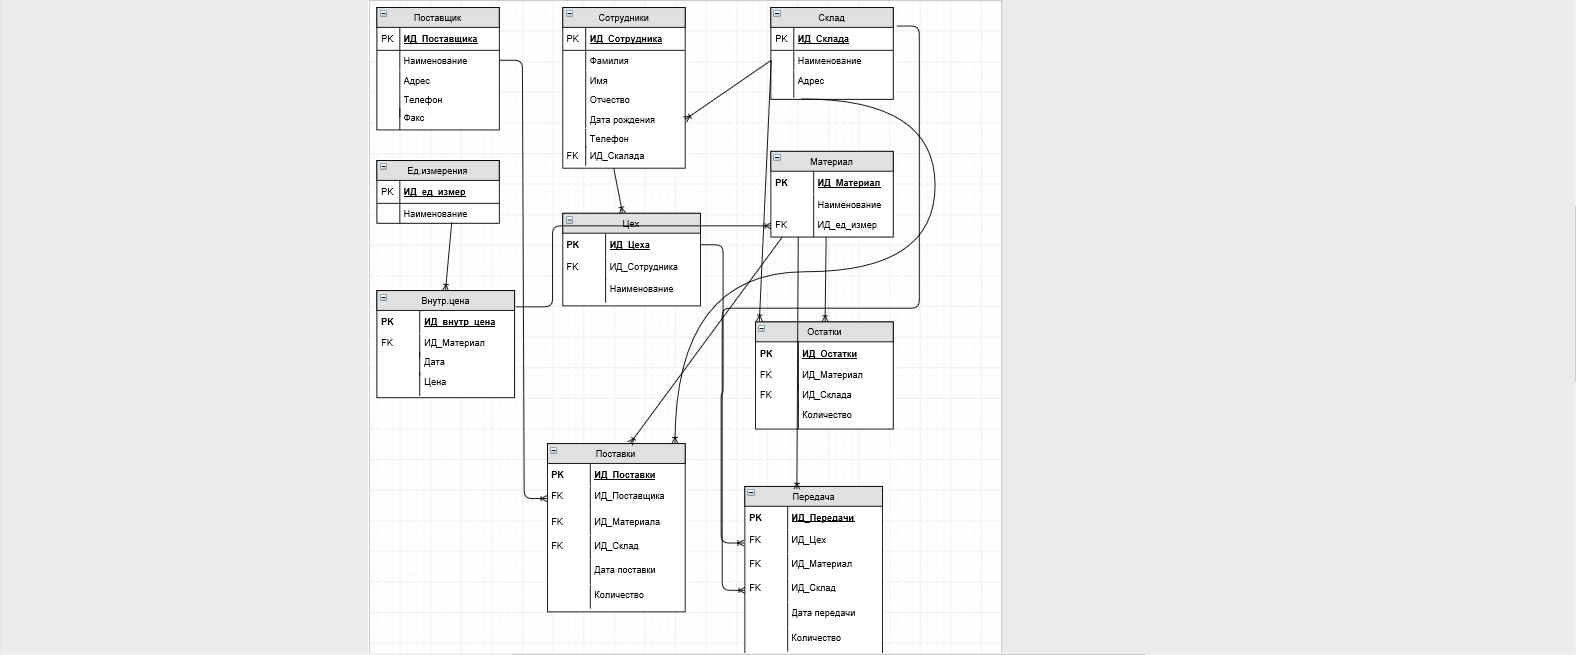 Поставщик
PK ИД_Поставщика
Наименование
Адрес
Телефон
Факс
Сотрудники
PK ИД_Сотрудника
Фамилия
Имя
Отчество
Дата рождения
Телефон
FK ИД_Скалада
Склад
PK ИД_Склада
Наименование
Адрес
Ед.измерения
PK ИД_ед_измер
Наименование
Цех
PK ИД_Цеха
FK ИД_Сотрудника
Наименование
Материал
PK ИД_Материал
Наименование
FK ИД_ед_измер
Внутр.цена
PK ИД_внутр_цена
FK ИД_Материал
Дата
Цена
Остатки
PK ИД_Остатки
FK ИД_Материал
FK ИД_Склада
Количество
Поставки
PK ИД_Поставки
FK ИД_Поставщика
FK ИД_Материала
FK ИД_Склад
Дата поставки
Количество
Передача
PK ИД_Передачи
FK ИД_Цех
FK ИД_Материал
FK ИД_Склад
Дата передачи
Количество